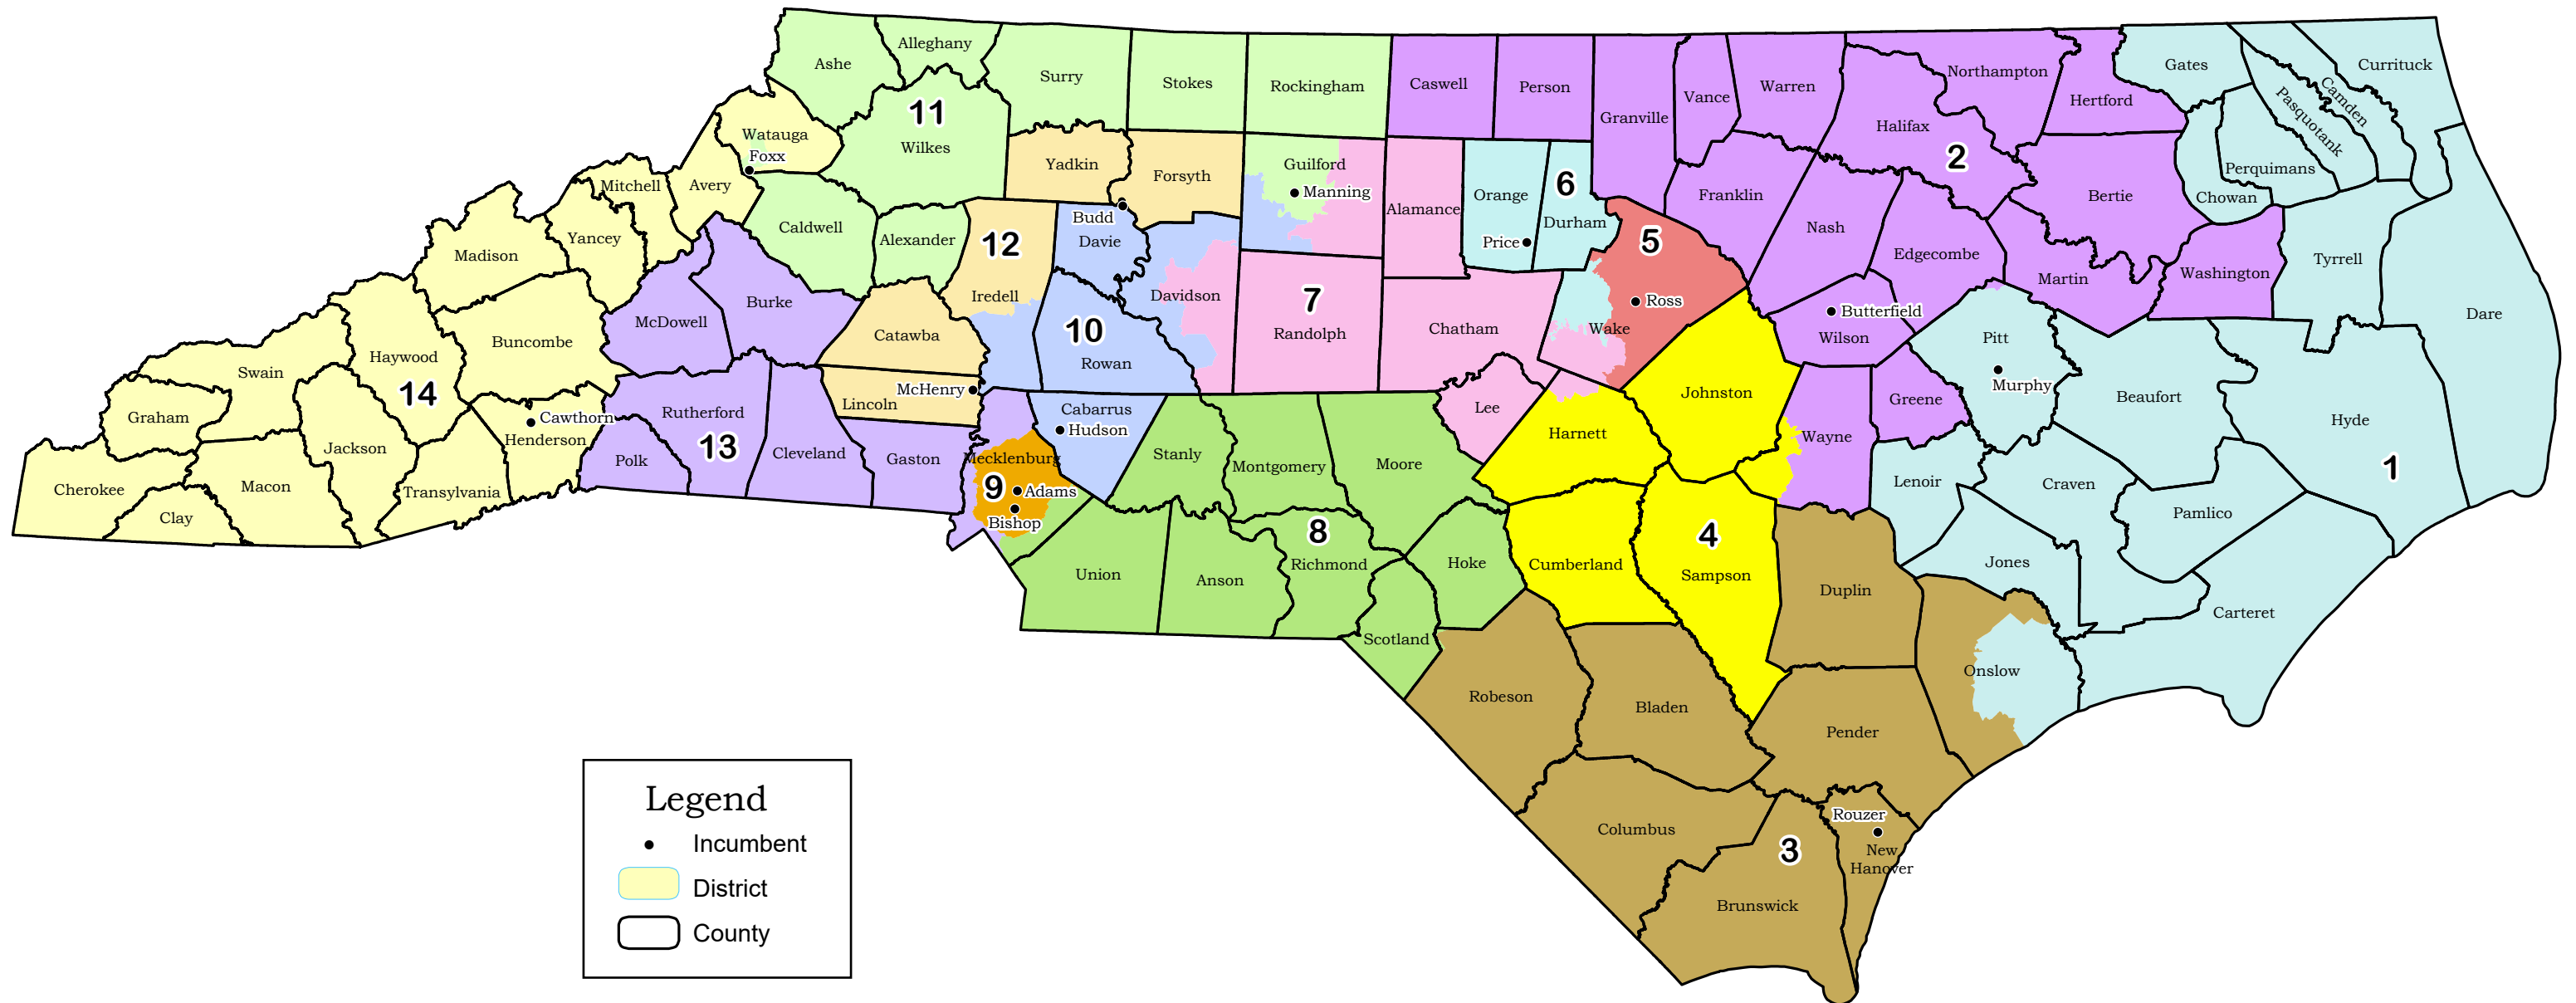 Ashe
Alleghany
Surry
Stokes
Rockingham
Caswell
Person
Granville
Vance
Warren
Northampton
Hertford
Gates
Pasquotank
Camden
Currituck
Watauga
Foxx
11
Wilkes
Yadkin
Forsyth
Guilford
Manning
Alamance
Orange
6
Durham
Price
Franklin
Halifax
2
Bertie
Perquimans
Chowan
Mitchell
Avery
Caldwell
Alexander
12
Iredell
Budd
Davie
Davidson
7
Randolph
Chatham
5
Ross
Wake
Nash
Edgecombe
Martin
Washington
Tyrrell
Dare
Madison
Yancey
McDowell
Burke
Catawba
10
Rowan
Butterfield
Wilson
Pitt
Murphy
Beaufort
Hyde
1
Swain
Haywood
14
Buncombe
Graham
Cherokee
Clay
Macon
Jackson
Transylvania
Cawthorn
Henderson
Polk
Rutherford
13
Cleveland
Lincoln
McHenry
Gaston
Mecklenburg
9
Adams
Bishop
Cabarrus
Hudson
Stanly
Montgomery
Moore
Lee
Harnett
Johnston
Wayne
Greene
Lenoir
Craven
Pamlico
Jones
Carteret
Union
Anson
8
Richmond
Scotland
Hoke
Cumberland
4
Sampson
Duplin
Onslow
Robeson
Bladen
Pender
Columbus
3
Brunswick
Rouzer
New
Hanover
Legend
Incumbent
District
County